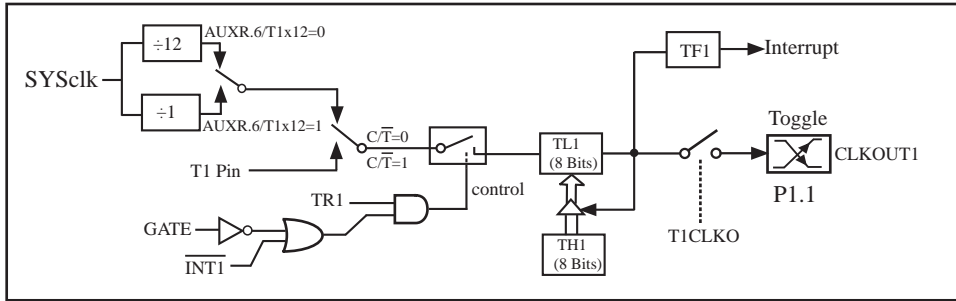 AUXR.6/T1x12=0
÷12
SYSclk
÷1
AUXR.6/T1x12=1
C/T̅=0
C/T̅=1
T1 Pin
TR1
GATE
I̅N̅T̅1̅
control
TL1
(8 Bits)
TH1
(8 Bits)
TF1
Interrupt
Toggle
CLKOUT1
P1.1
T1CLKO